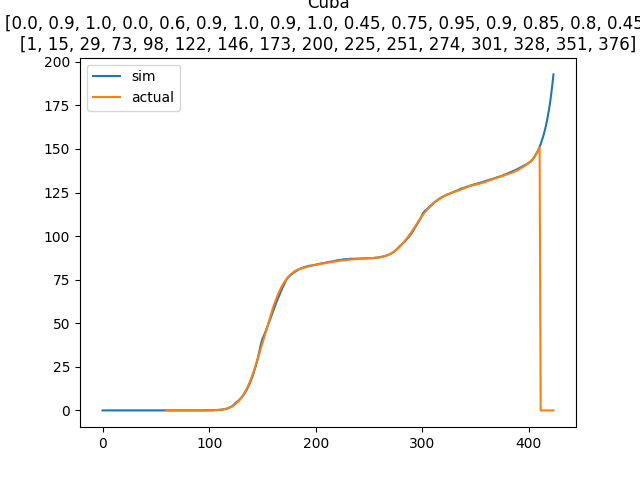 Cuba
[0.0, 0.9, 1.0, 0.0, 0.6, 0.9, 1.0, 0.9, 1.0, 0.45, 0.75, 0.95, 0.9, 0.85, 0.8, 0.45
[1, 15, 29, 73, 98, 122, 146, 173, 200, 225, 251, 274, 301, 328, 351, 376]
200
sim
actual
175
150
125
100
75
50
25
0
0 100 200 300 400